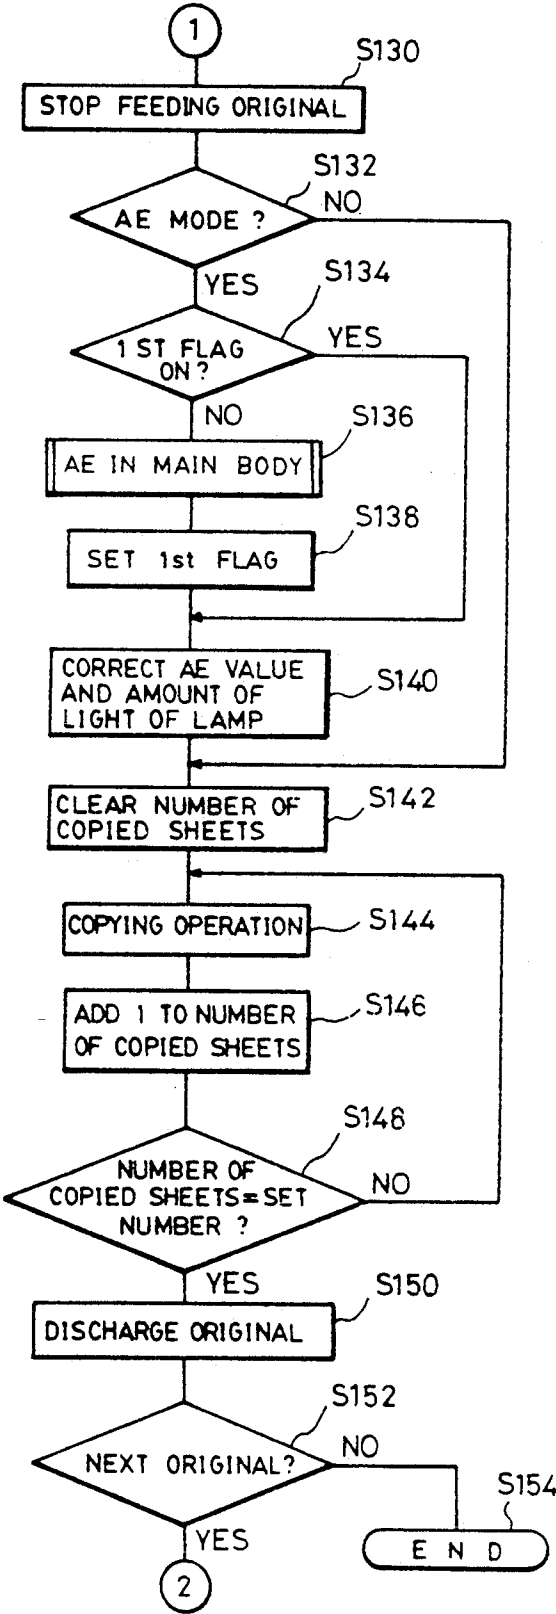 1
S130
STOP FEEDING ORIGINAL
S132
AE MODE ?
NO
YES
S134
1 ST FLAG
ON ?
YES
NO
S136
AE IN MAIN BODY
S138
SET 1st FLAG
CORRECT AE VALUE
AND AMOUNT OF
LIGHT OF LAMP
S140
S142
CLEAR NUMBER OF
COPIED SHEETS
COPYING OPERATION
S144
S146
ADD 1 TO NUMBER
OF COPIED SHEETS
S148
NUMBER OF
COPIED SHEETS=SET
NUMBER ?
NO
YES
S150
DISCHARGE ORIGINAL
S152
NEXT ORIGINAL?
NO
S154
END
YES
2